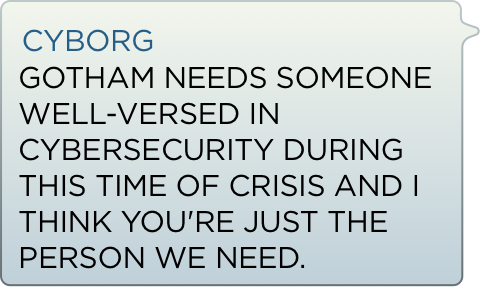 CYBORG
GOTHAM NEEDS SOMEONE
WELL-VERSED IN
CYBERSECURITY DURING
THIS TIME OF CRISIS AND I
THINK YOU'RE JUST THE
PERSON WE NEED.